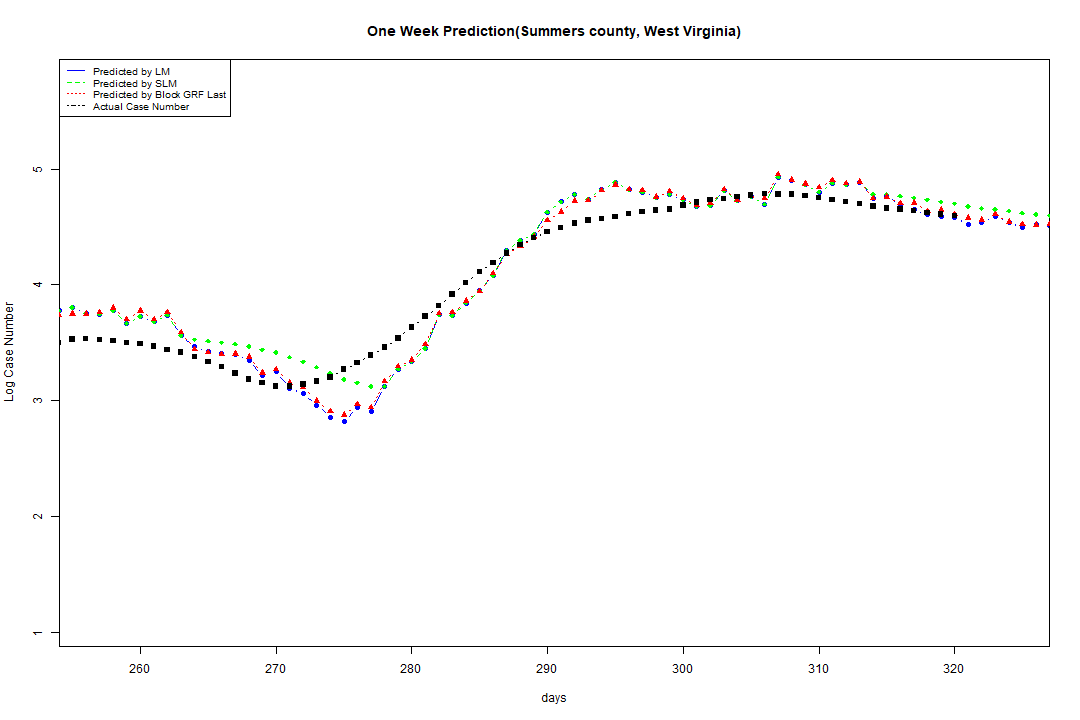 One Week Prediction(Summers county, West Virginia)
Predicted by LM
Predicted by SLM
Predicted by Block GRF Last
Actual Case Number
5
4
3
2
1
Log Case Number
260 270 280 290 300 310 320
days